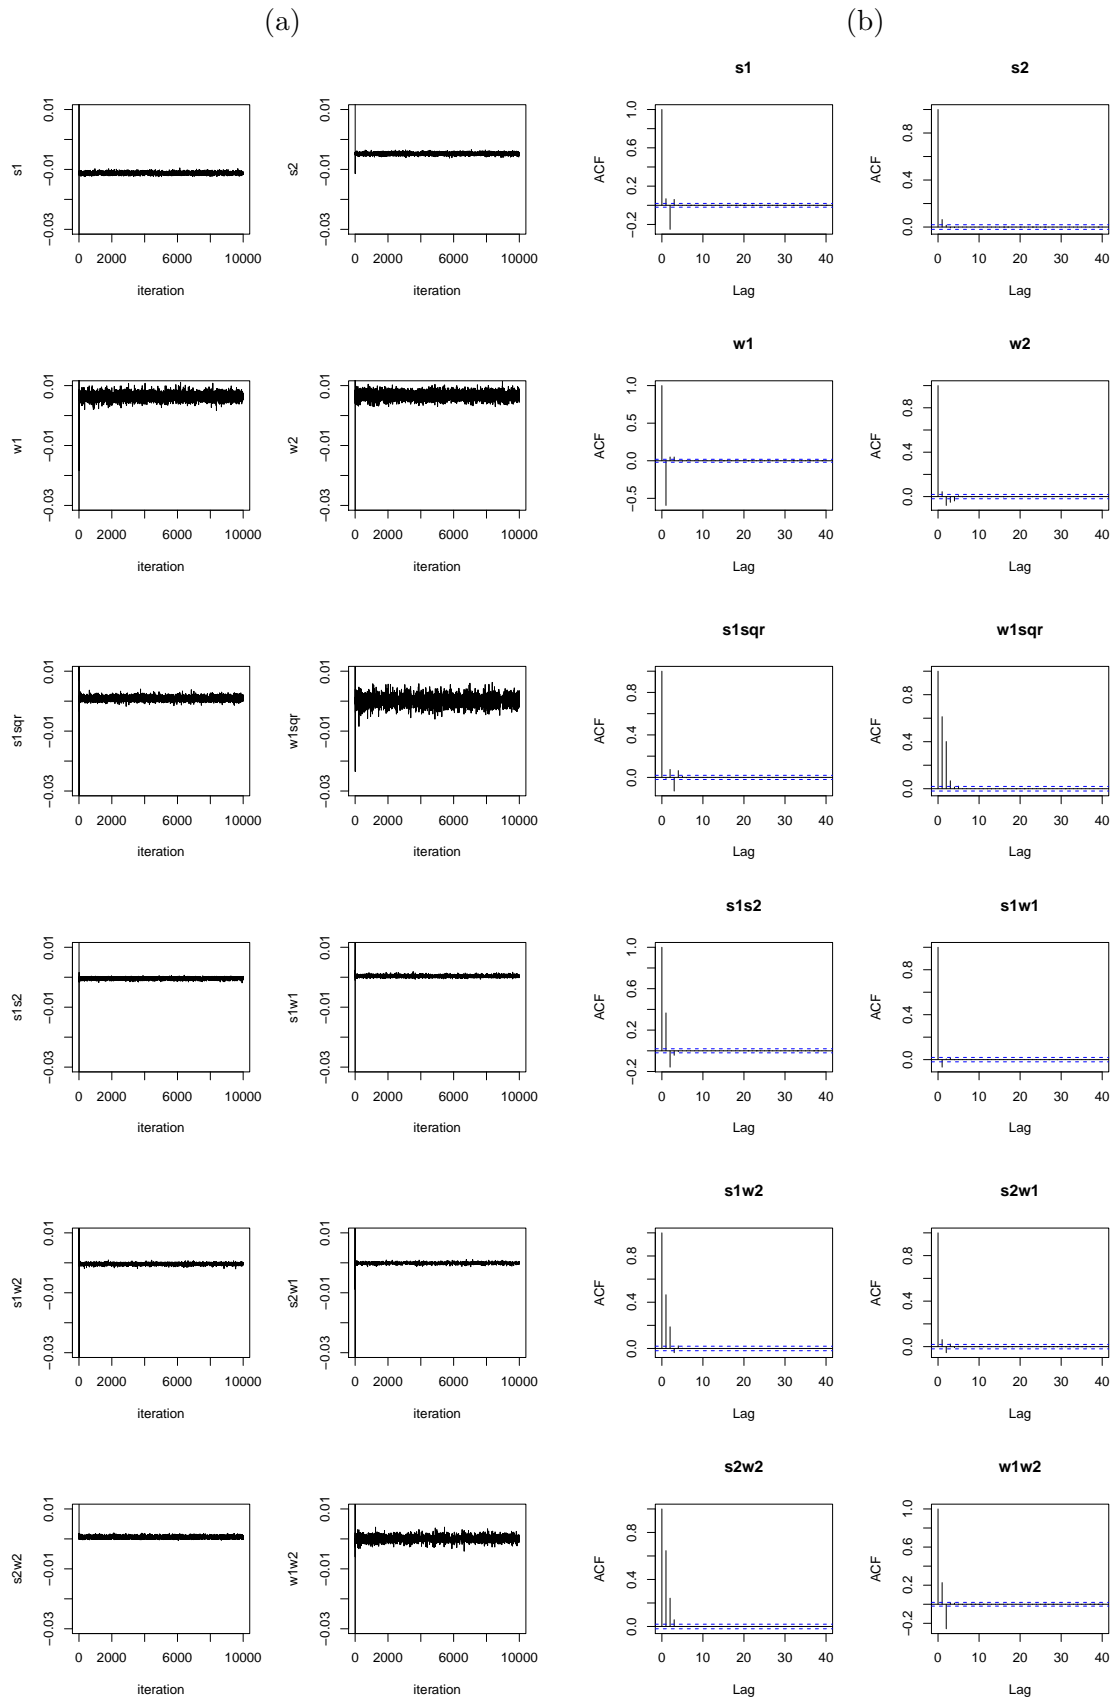 (a)
(b)
s1
s2
s1
−0.03 −0.01 0.01
0 2000 6000 10000
iteration
s2
−0.03 −0.01 0.01
0 2000 6000 10000
iteration
ACF
−0.2 0.2 0.6 1.0
0 10 20 30 40
Lag
ACF
0.0 0.4 0.8
0 10 20 30 40
Lag
w1
w2
w1
−0.03 −0.01 0.01
0 2000 6000 10000
iteration
w2
−0.03 −0.01 0.01
0 2000 6000 10000
iteration
ACF
−0.5 0.0 0.5 1.0
0 10 20 30 40
Lag
ACF
0.0 0.4 0.8
0 10 20 30 40
Lag
s1sqr
w1sqr
s1sqr
−0.03 −0.01 0.01
0 2000 6000 10000
iteration
w1sqr
−0.03 −0.01 0.01
0 2000 6000 10000
iteration
ACF
0.0 0.4 0.8
0 10 20 30 40
Lag
ACF
0.0 0.4 0.8
0 10 20 30 40
Lag
s1s2
s1w1
s1s2
−0.03 −0.01 0.01
0 2000 6000 10000
iteration
s1w1
−0.03 −0.01 0.01
0 2000 6000 10000
iteration
ACF
−0.2 0.2 0.6 1.0
0 10 20 30 40
Lag
ACF
0.0 0.4 0.8
0 10 20 30 40
Lag
s1w2
s2w1
s1w2
−0.03 −0.01 0.01
0 2000 6000 10000
iteration
s2w1
−0.03 −0.01 0.01
0 2000 6000 10000
iteration
ACF
0.0 0.4 0.8
0 10 20 30 40
Lag
ACF
0.0 0.4 0.8
0 10 20 30 40
Lag
s2w2
w1w2
s2w2
−0.03 −0.01 0.01
0 2000 6000 10000
iteration
w1w2
−0.03 −0.01 0.01
0 2000 6000 10000
iteration
ACF
0.0 0.4 0.8
0 10 20 30 40
Lag
ACF
−0.2 0.2 0.6 1.0
0 10 20 30 40
Lag